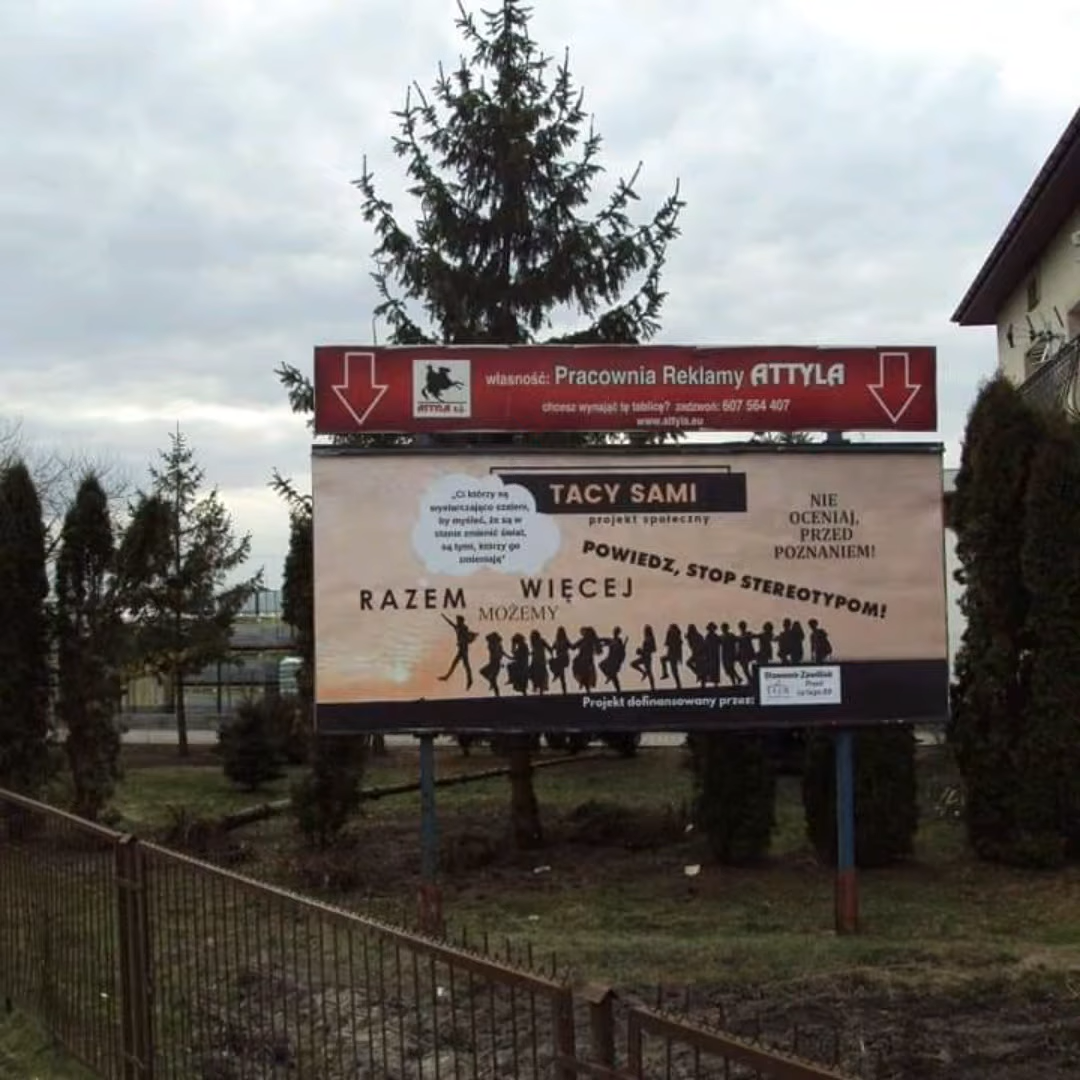 własność: Pracownia Reklamy ATTYLA
ATTYLA s.c.
chcesz wynająć tę tablicę? zadzwoń: 607 564 407
www.attyla.eu
TACY SAMI
projekt społeczny
„Ci którzy są
wystarczająco szaleni,
by myśleć, że są w
stanie zmienić świat,
są tymi, którzy go
zmieniają"
NIE
OCENIAJ,
PRZED
POZNANIEM!
POWIEDZ, STOP STEREOTYPOM!
RAZEM
MOŻEMY
WIĘCEJ
Projekt dofinansowany przez:
Sławomir Zawiślak